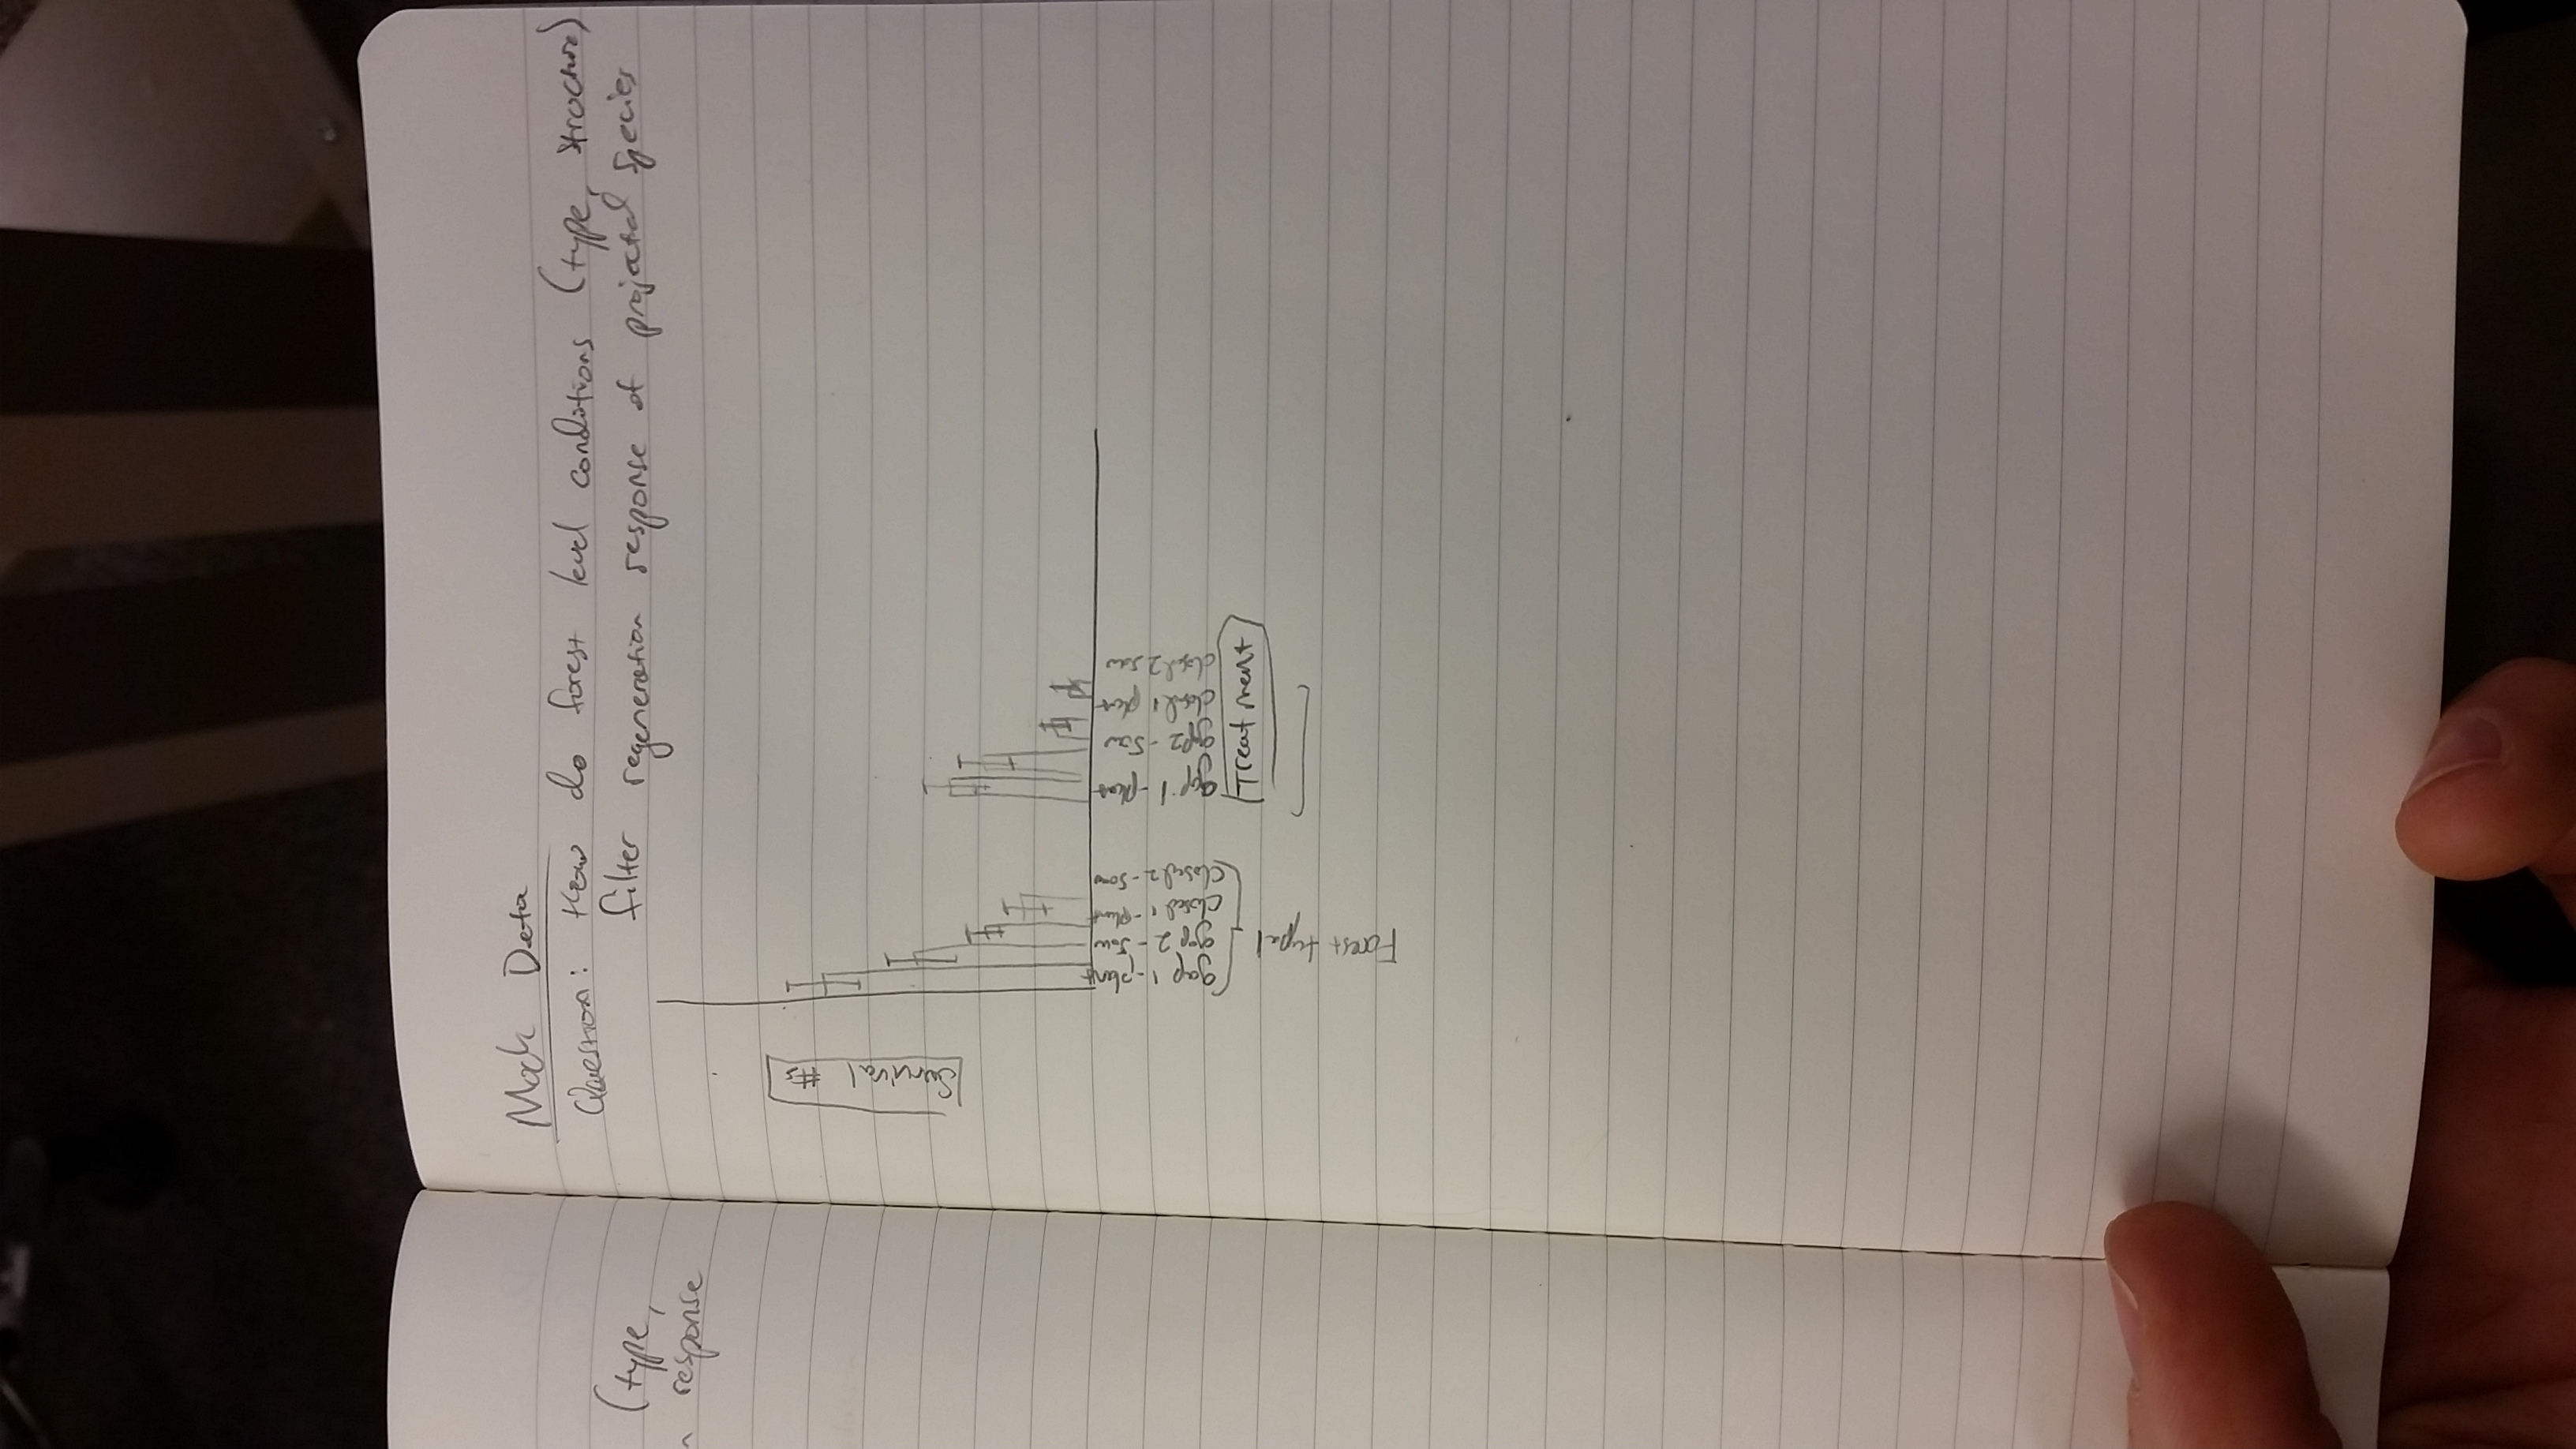 (type,
response
Mock Data
Question: How do forest level conditions (type, structure)
filter regeneration response of projected species
Survival #s
gap 1 - plant
gap 2 - sow
closed 1 - plant
closed 2 - sow
Forest type 1
gap 1 - plant
gap 2 - sow
closed 1 plant
closed 2 sow
Treatment